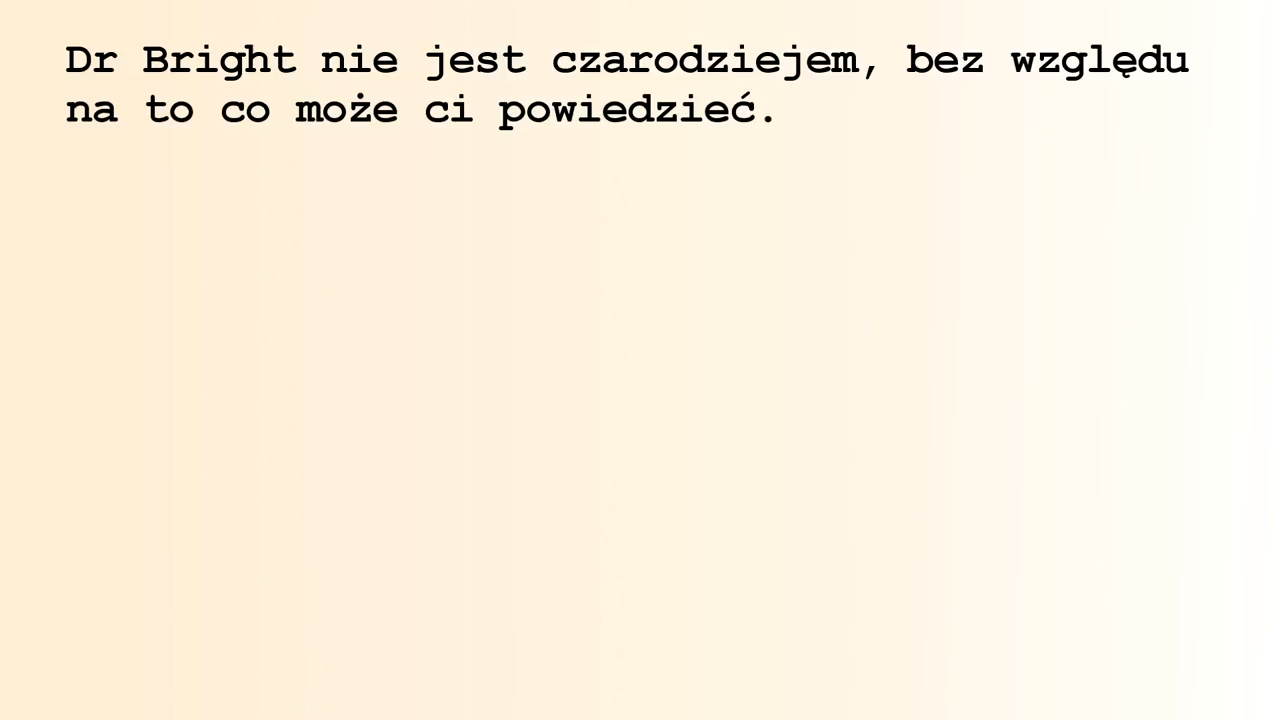 Dr Bright nie jest czarodziejem, bez względu
na to co może ci powiedzieć.